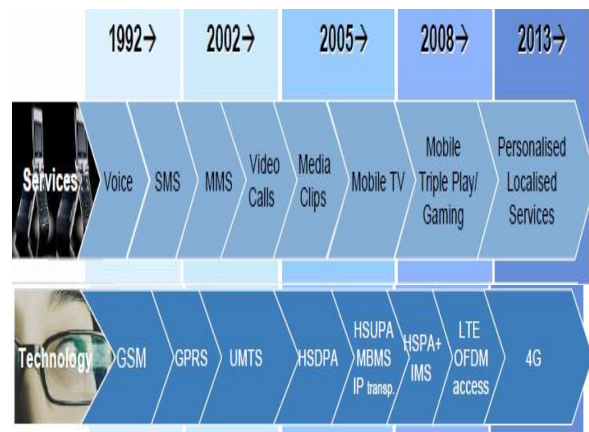 1992→ 2002→ 2005→ 2008→ 2013→
Services
Voice
SMS
MMS
Video
Calls
Media
Clips
Mobile TV
Mobile
Triple Play/
Gaming
Personalised
Localised
Services
Technology
GSM
GPRS
UMTS
HSDPA
HSUPA
MBMS
IP transp.
HSPA+
IMS
LTE
OFDM
access
4G